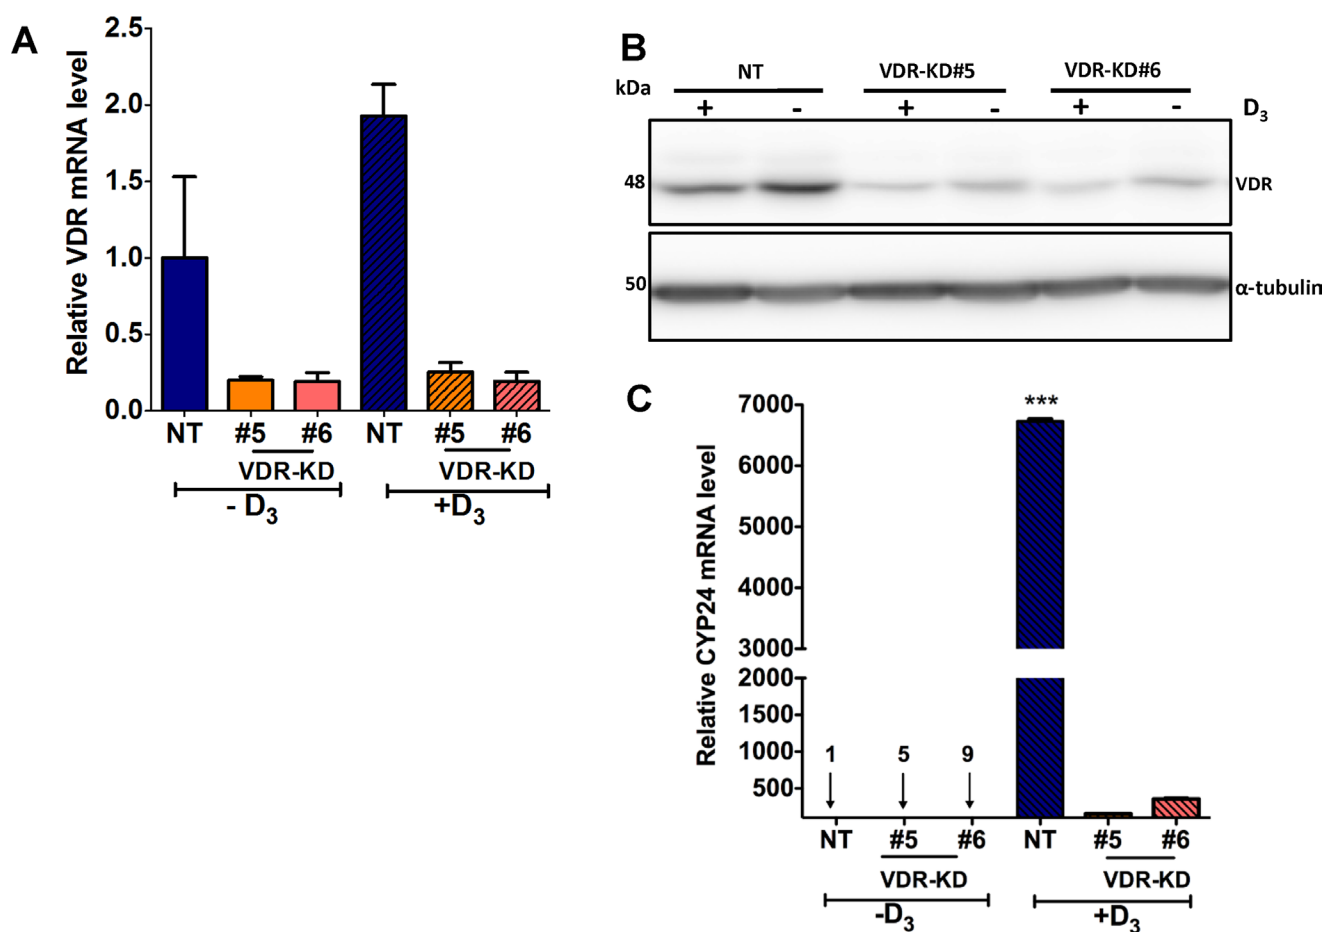 A
Relative VDR mRNA level
2.5
2.0
1.5
1.0
0.5
0.0
NT #5 #6 NT #5 #6
VDR-KD VDR-KD
- D3 +D3
B
NT VDR-KD#5 VDR-KD#6
kDa
+ - + - + - D3
48 VDR
50 α-tubulin
C
Relative CYP24 mRNA level
7000
6000
5000
4000
3000
2000
1500
1000
500
***
1 5 9
NT #5 #6 NT #5 #6
VDR-KD VDR-KD
-D3 +D3